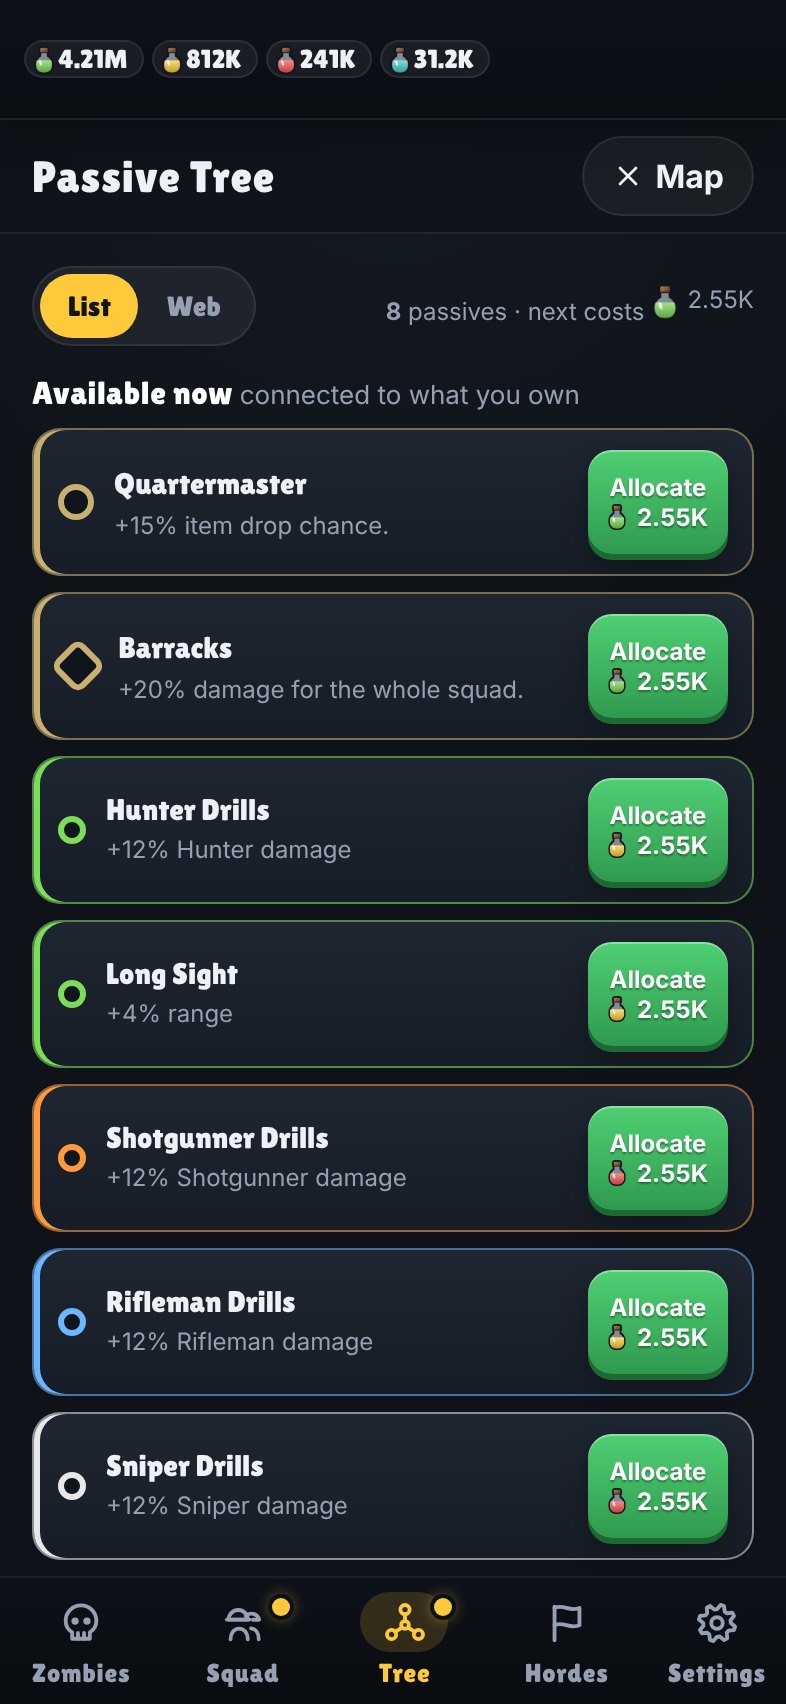 4.21M 812K 241K 31.2K
Passive Tree
Map
List Web
8 passives · next costs 2.55K
Available now connected to what you own
Quartermaster
+15% item drop chance.
Allocate
2.55K
Barracks
+20% damage for the whole squad.
Allocate
2.55K
Hunter Drills
+12% Hunter damage
Allocate
2.55K
Long Sight
+4% range
Allocate
2.55K
Shotgunner Drills
+12% Shotgunner damage
Allocate
2.55K
Rifleman Drills
+12% Rifleman damage
Allocate
2.55K
Sniper Drills
+12% Sniper damage
Allocate
2.55K
Zombies Squad Tree Hordes Settings